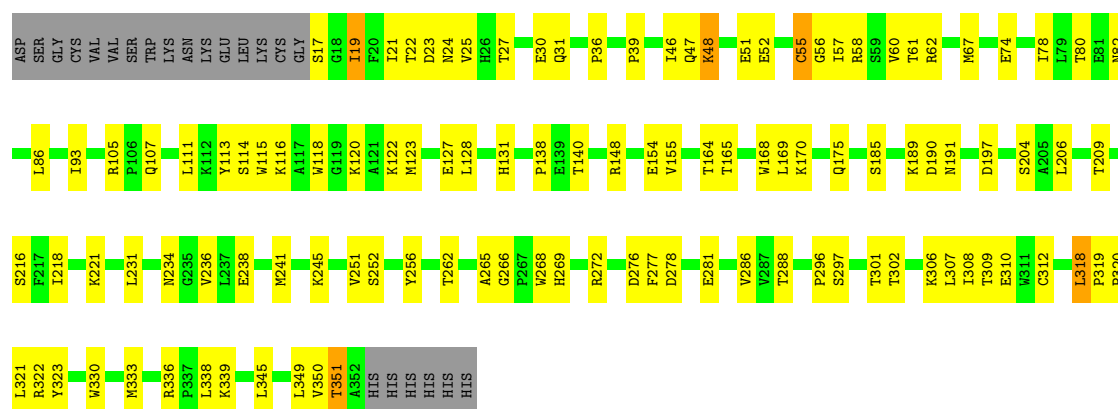 ASP SER GLY CYS VAL VAL SER TRP LYS ASN LYS GLU LEU LYS CYS GLY S17 G18 I19 F20 I21 T22 D23 N24 V25 H26 T27 E30 Q31 P36 P39 I46 Q47 K48 E51 E52 C55 G56 I57 R58 S59 V60 T61 R62 M67 E74 I78 L79 T80 E81 N82
L86 I93 R105 P106 Q107 L111 K112 Y113 S114 W115 K116 A117 W118 G119 K120 A121 K122 M123 E127 L128 H131 P138 E139 T140 R148 E154 V155 T164 T165 W168 L169 K170 Q175 S185 K189 D190 N191 D197 S204 A205 L206 T209
S216 F217 I218 K221 L231 N234 G235 V236 L237 E238 M241 K245 V251 S252 Y256 T262 A265 G266 P267 W268 H269 R272 D276 F277 D278 E281 V286 V287 T288 P296 S297 T301 T302 K306 L307 I308 T309 E310 W311 C312 L318 P319
L321 R322 Y323 W330 M333 R336 P337 L338 K339 L345 L349 V350 T351 A352 HIS HIS HIS HIS HIS HIS